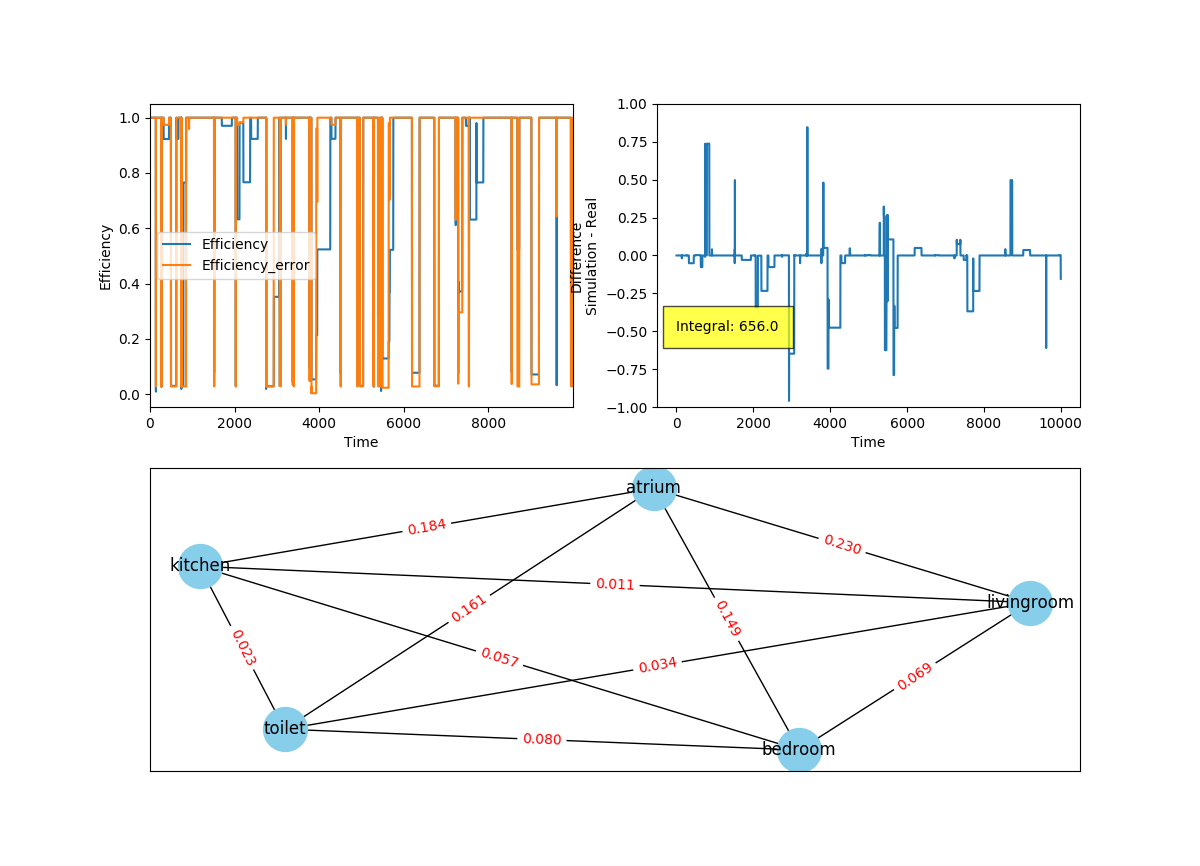 1.0
0.8
0.6
0.4
0.2
0.0
Efficiency
Efficiency
Efficiency_error
0
2000
4000
6000
8000
Time
1.00
0.75
0.50
0.25
0.00
−0.25
−0.50
−0.75
−1.00
Difference
Simulation - Real
Integral: 656.0
0
2000
4000
6000
8000
10000
Time
atrium
kitchen
livingroom
toilet
bedroom
0.184
0.230
0.011
0.161
0.149
0.023
0.057
0.034
0.069
0.080